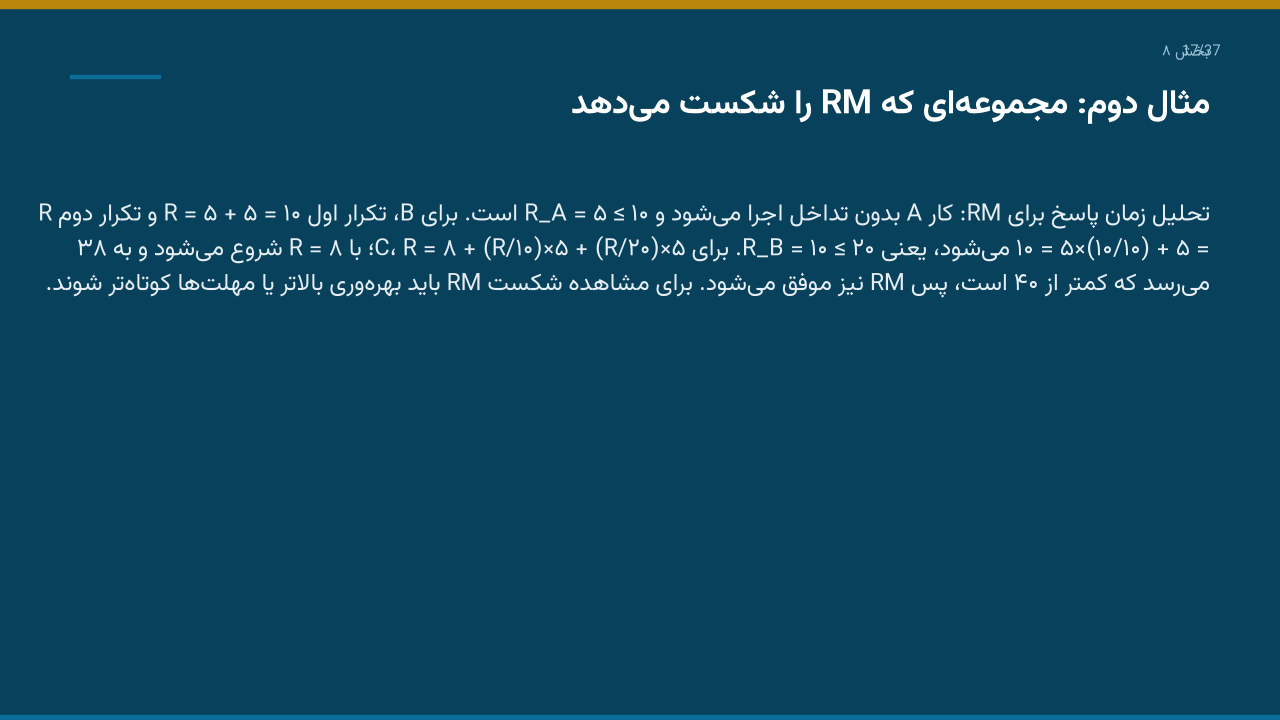 بخش ۸
17/37
مثال دوم: مجموعه‌ای که RM را شکست می‌دهد
تحلیل زمان پاسخ برای RM: کار A بدون تداخل اجرا می‌شود و R_A = ۵ ≤ ۱۰ است. برای B، تکرار اول R = ۵ + ۵ = ۱۰ و تکرار دوم R
= ۵ + (۱۰/۱۰)×۵ = ۱۰ می‌شود، یعنی R_B = ۱۰ ≤ ۲۰. برای C، R = ۸ + (R/۱۰)×۵ + (R/۲۰)×۵؛ با R = ۸ شروع می‌شود و به ۳۸
می‌رسد که کمتر از ۴۰ است، پس RM نیز موفق می‌شود. برای مشاهده شکست RM باید بهره‌وری بالاتر یا مهلت‌ها کوتاه‌تر شوند.